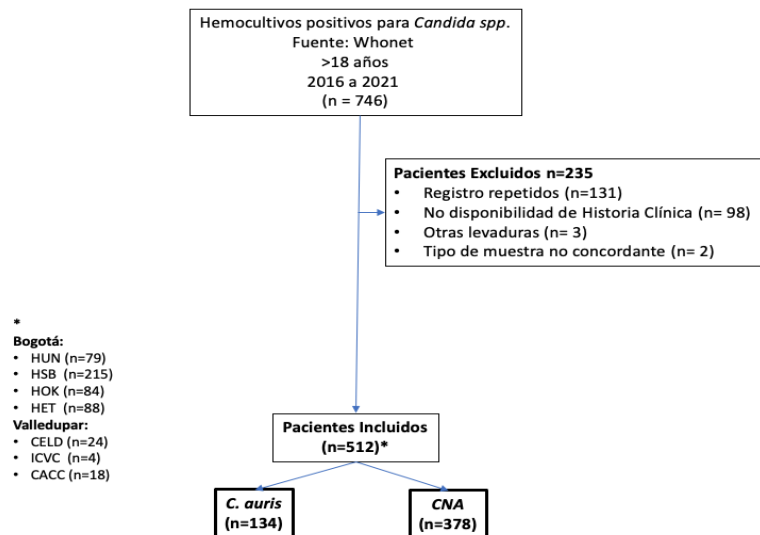 Hemocultivos positivos para Candida spp.
Fuente: Whonet
>18 años
2016 a 2021
(n = 746)
Pacientes Excluidos n=235
• Registro repetidos (n=131)
• No disponibilidad de Historia Clínica (n= 98)
• Otras levaduras (n= 3)
• Tipo de muestra no concordante (n= 2)
*
Bogotá:
• HUN (n=79)
• HSB (n=215)
• HOK (n=84)
• HET (n=88)
Valledupar:
• CELD (n=24)
• ICVC (n=4)
• CACC (n=18)
Pacientes Incluidos
(n=512)*
C. auris
(n=134)
CNA
(n=378)